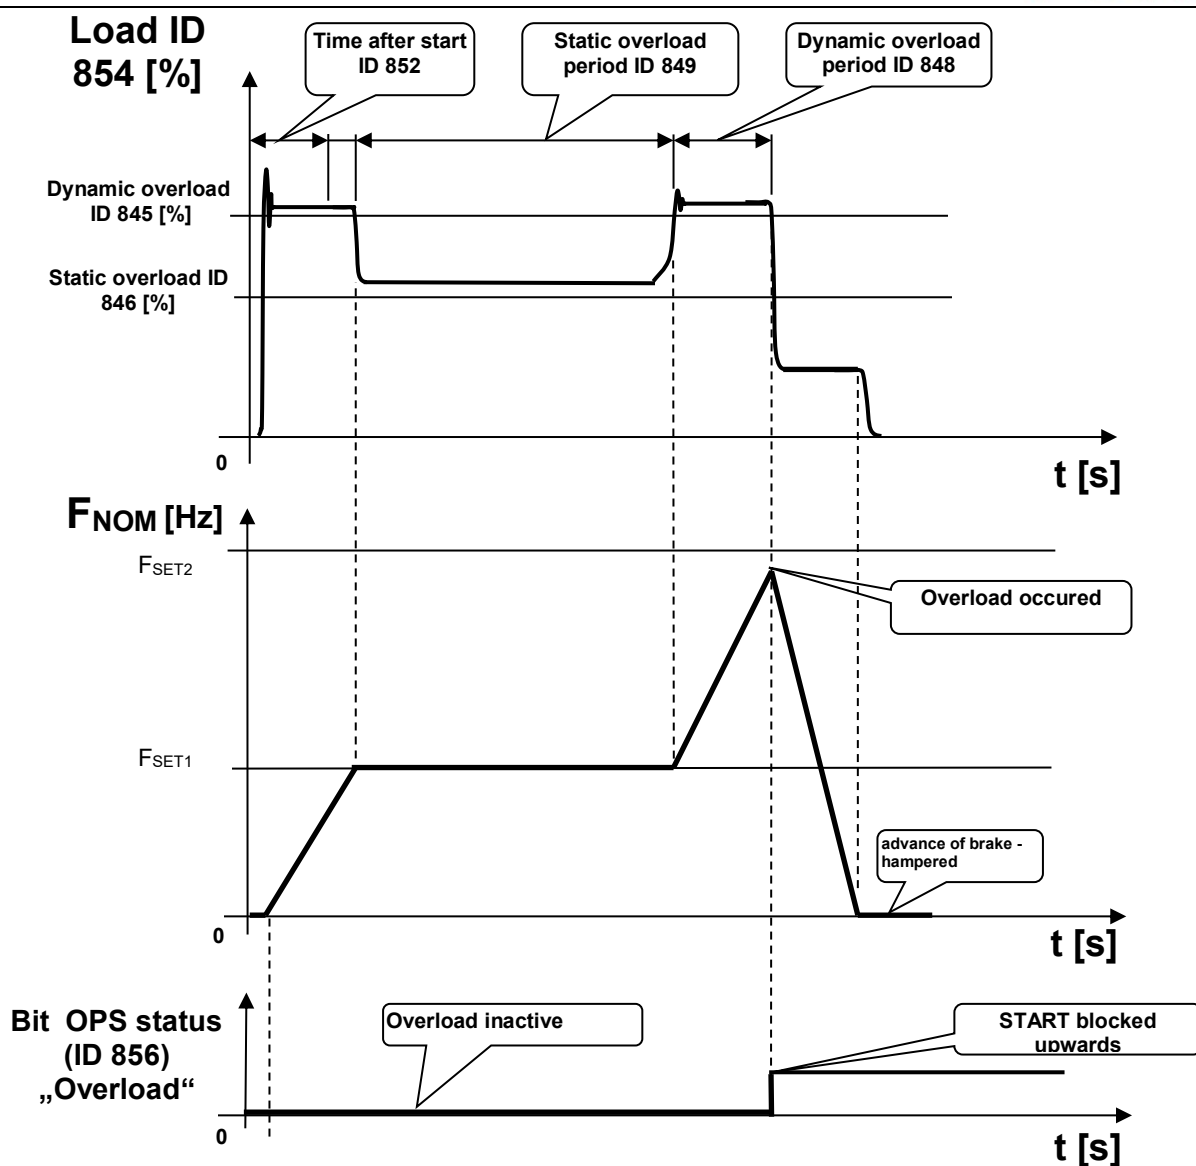 Load ID
854 [%]
Time after start
ID 852
Static overload
period ID 849
Dynamic overload
period ID 848
Dynamic overload
ID 845 [%]
Static overload ID
846 [%]
0
t [s]
FNOM [Hz]
FSET2
Overload occured
FSET1
advance of brake -
hampered
0
t [s]
Bit OPS status
(ID 856)
„Overload“
Overload inactive
START blocked
upwards
0
t [s]